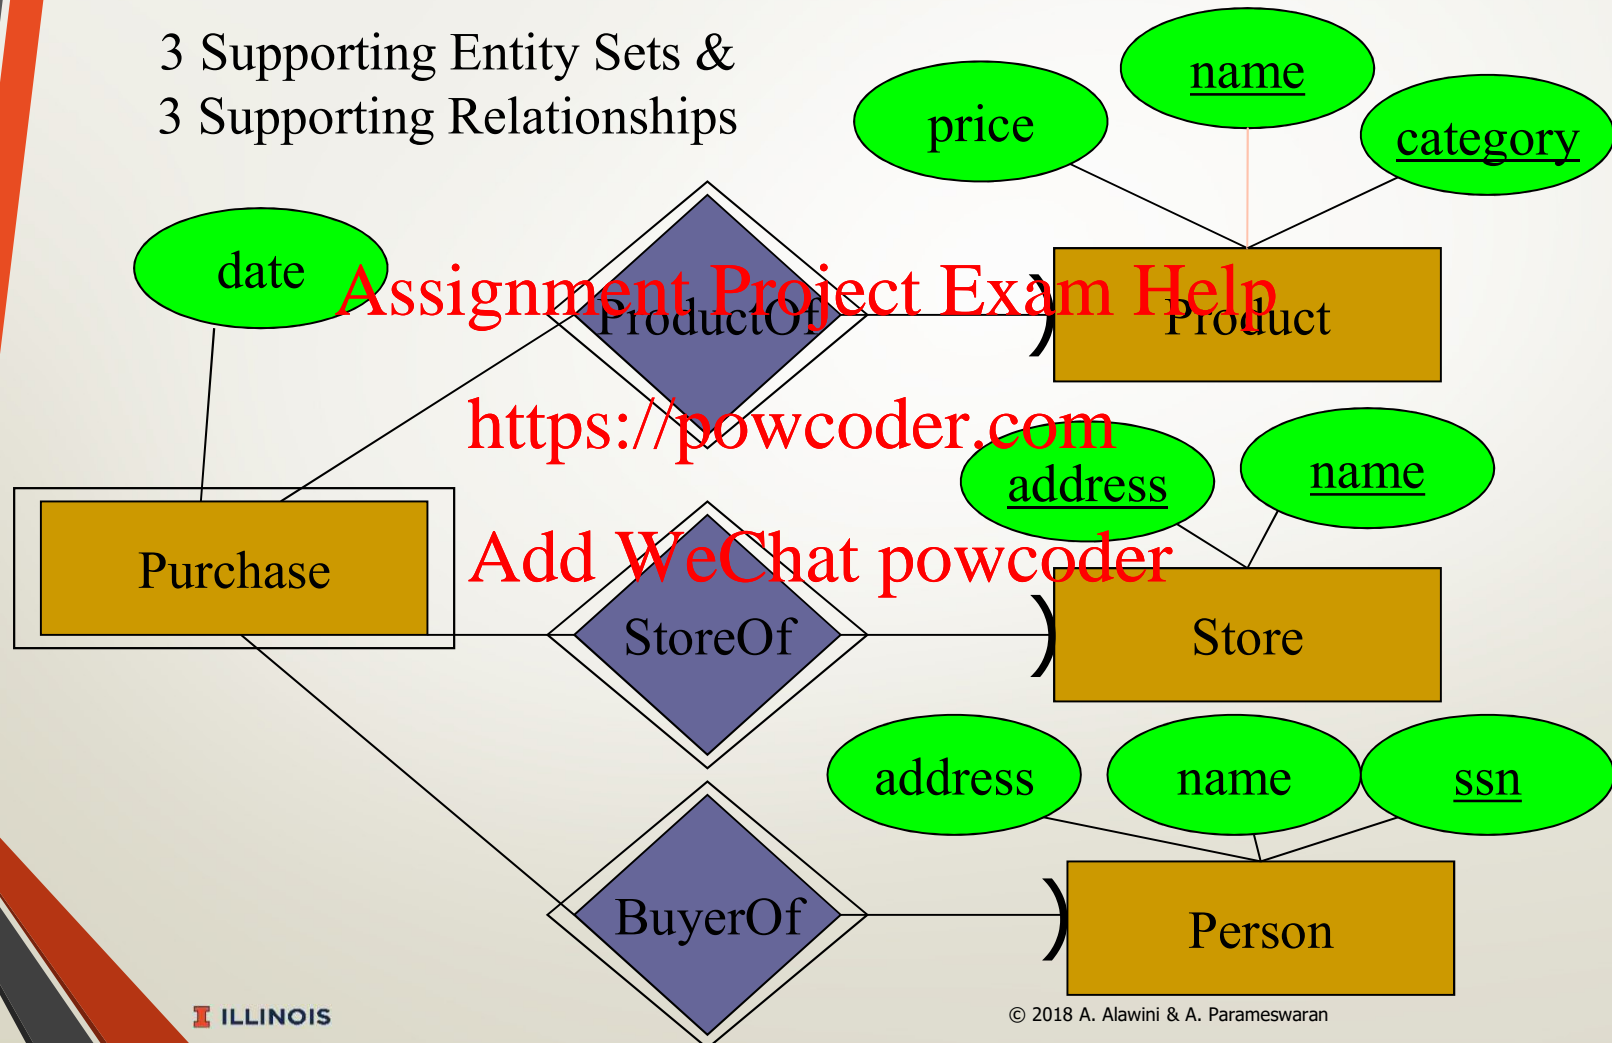 3 Supporting Entity Sets &
3 Supporting Relationships
price
name
category
date
Assignment Project Exam Help
ProductOf
Product
https://powcoder.com
address
name
Add WeChat powcoder
Purchase
StoreOf
Store
address
name
ssn
BuyerOf
Person
I ILLINOIS
© 2018 A. Alawini & A. Parameswaran